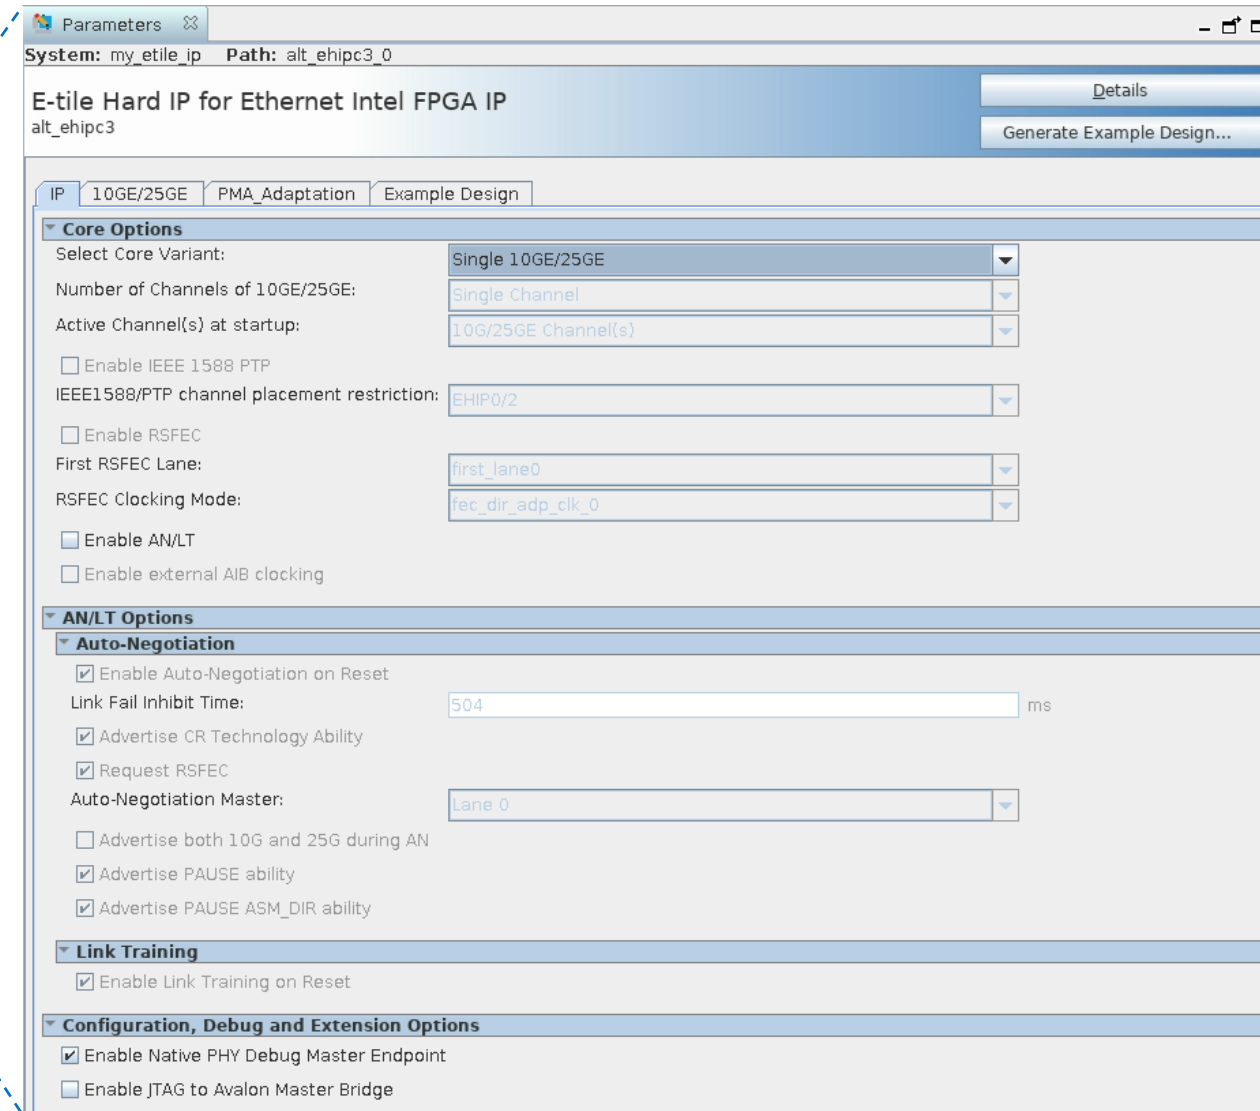 Parameters
System: my_etile_ip Path: alt_ehipc3_0
E-tile Hard IP for Ethernet Intel FPGA IP
alt_ehipc3
Details
Generate Example Design...
IP 10GE/25GE PMA_Adaptation Example Design
Core Options
Select Core Variant: Single 10GE/25GE
Number of Channels of 10GE/25GE: Single Channel
Active Channel(s) at startup: 10G/25GE Channel(s)
Enable IEEE 1588 PTP
IEEE1588/PTP channel placement restriction: EHIP0/2
Enable RSFEC
First RSFEC Lane: first_lane0
RSFEC Clocking Mode: fec_dir_adp_clk_0
Enable AN/LT
Enable external AIB clocking
AN/LT Options
Auto-Negotiation
Enable Auto-Negotiation on Reset
Link Fail Inhibit Time: 504 ms
Advertise CR Technology Ability
Request RSFEC
Auto-Negotiation Master: Lane 0
Advertise both 10G and 25G during AN
Advertise PAUSE ability
Advertise PAUSE ASM_DIR ability
Link Training
Enable Link Training on Reset
Configuration, Debug and Extension Options
Enable Native PHY Debug Master Endpoint
Enable JTAG to Avalon Master Bridge